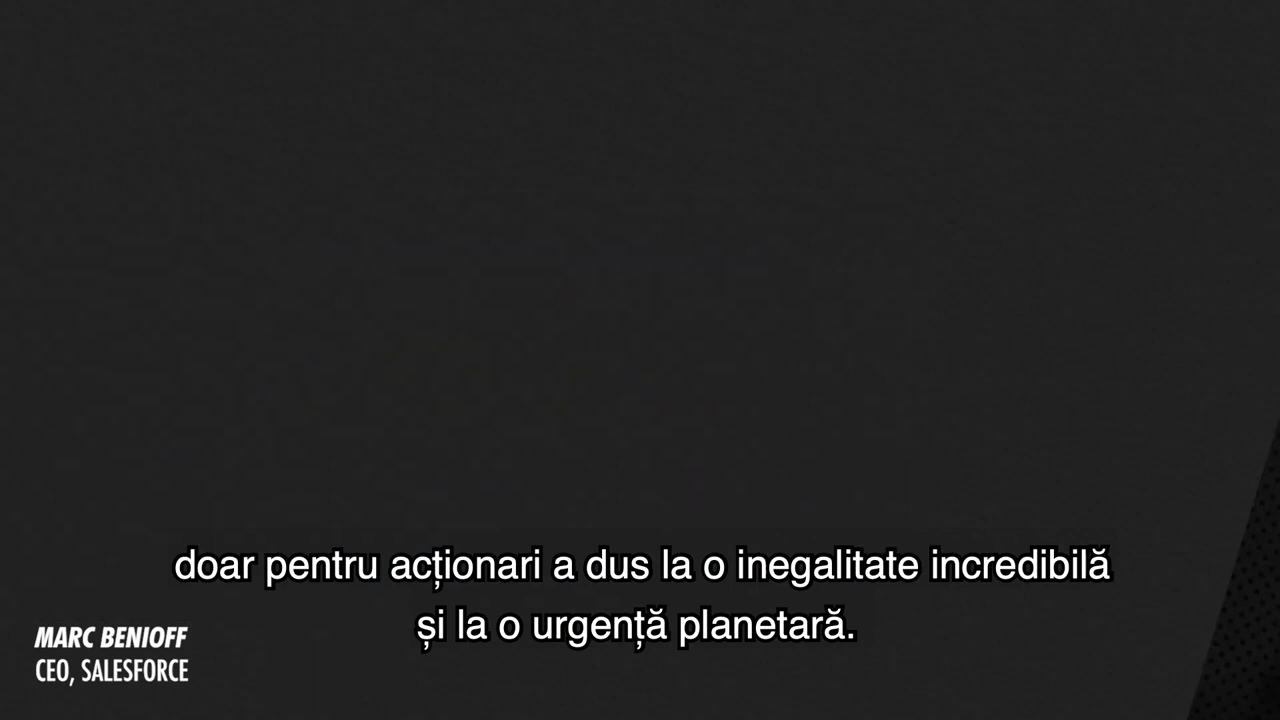 doar pentru acționari a dus la o inegalitate incredibilă
și la o urgență planetară.
MARC BENIOFF
CEO, SALESFORCE